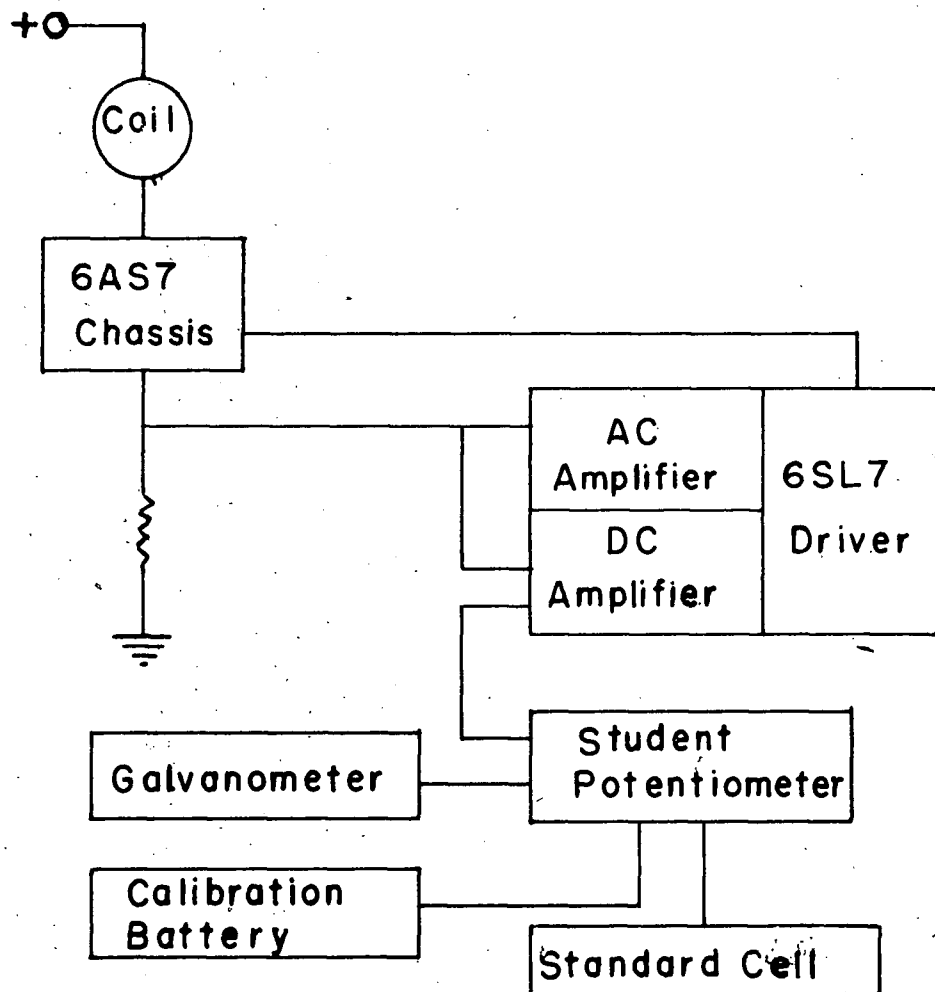 +
Coil
6AS7
Chassis
AC
Amplifier
6SL7
Driver
DC
Amplifier
Student
Potentiometer
Galvanometer
Calibration
Battery
Standard Cell